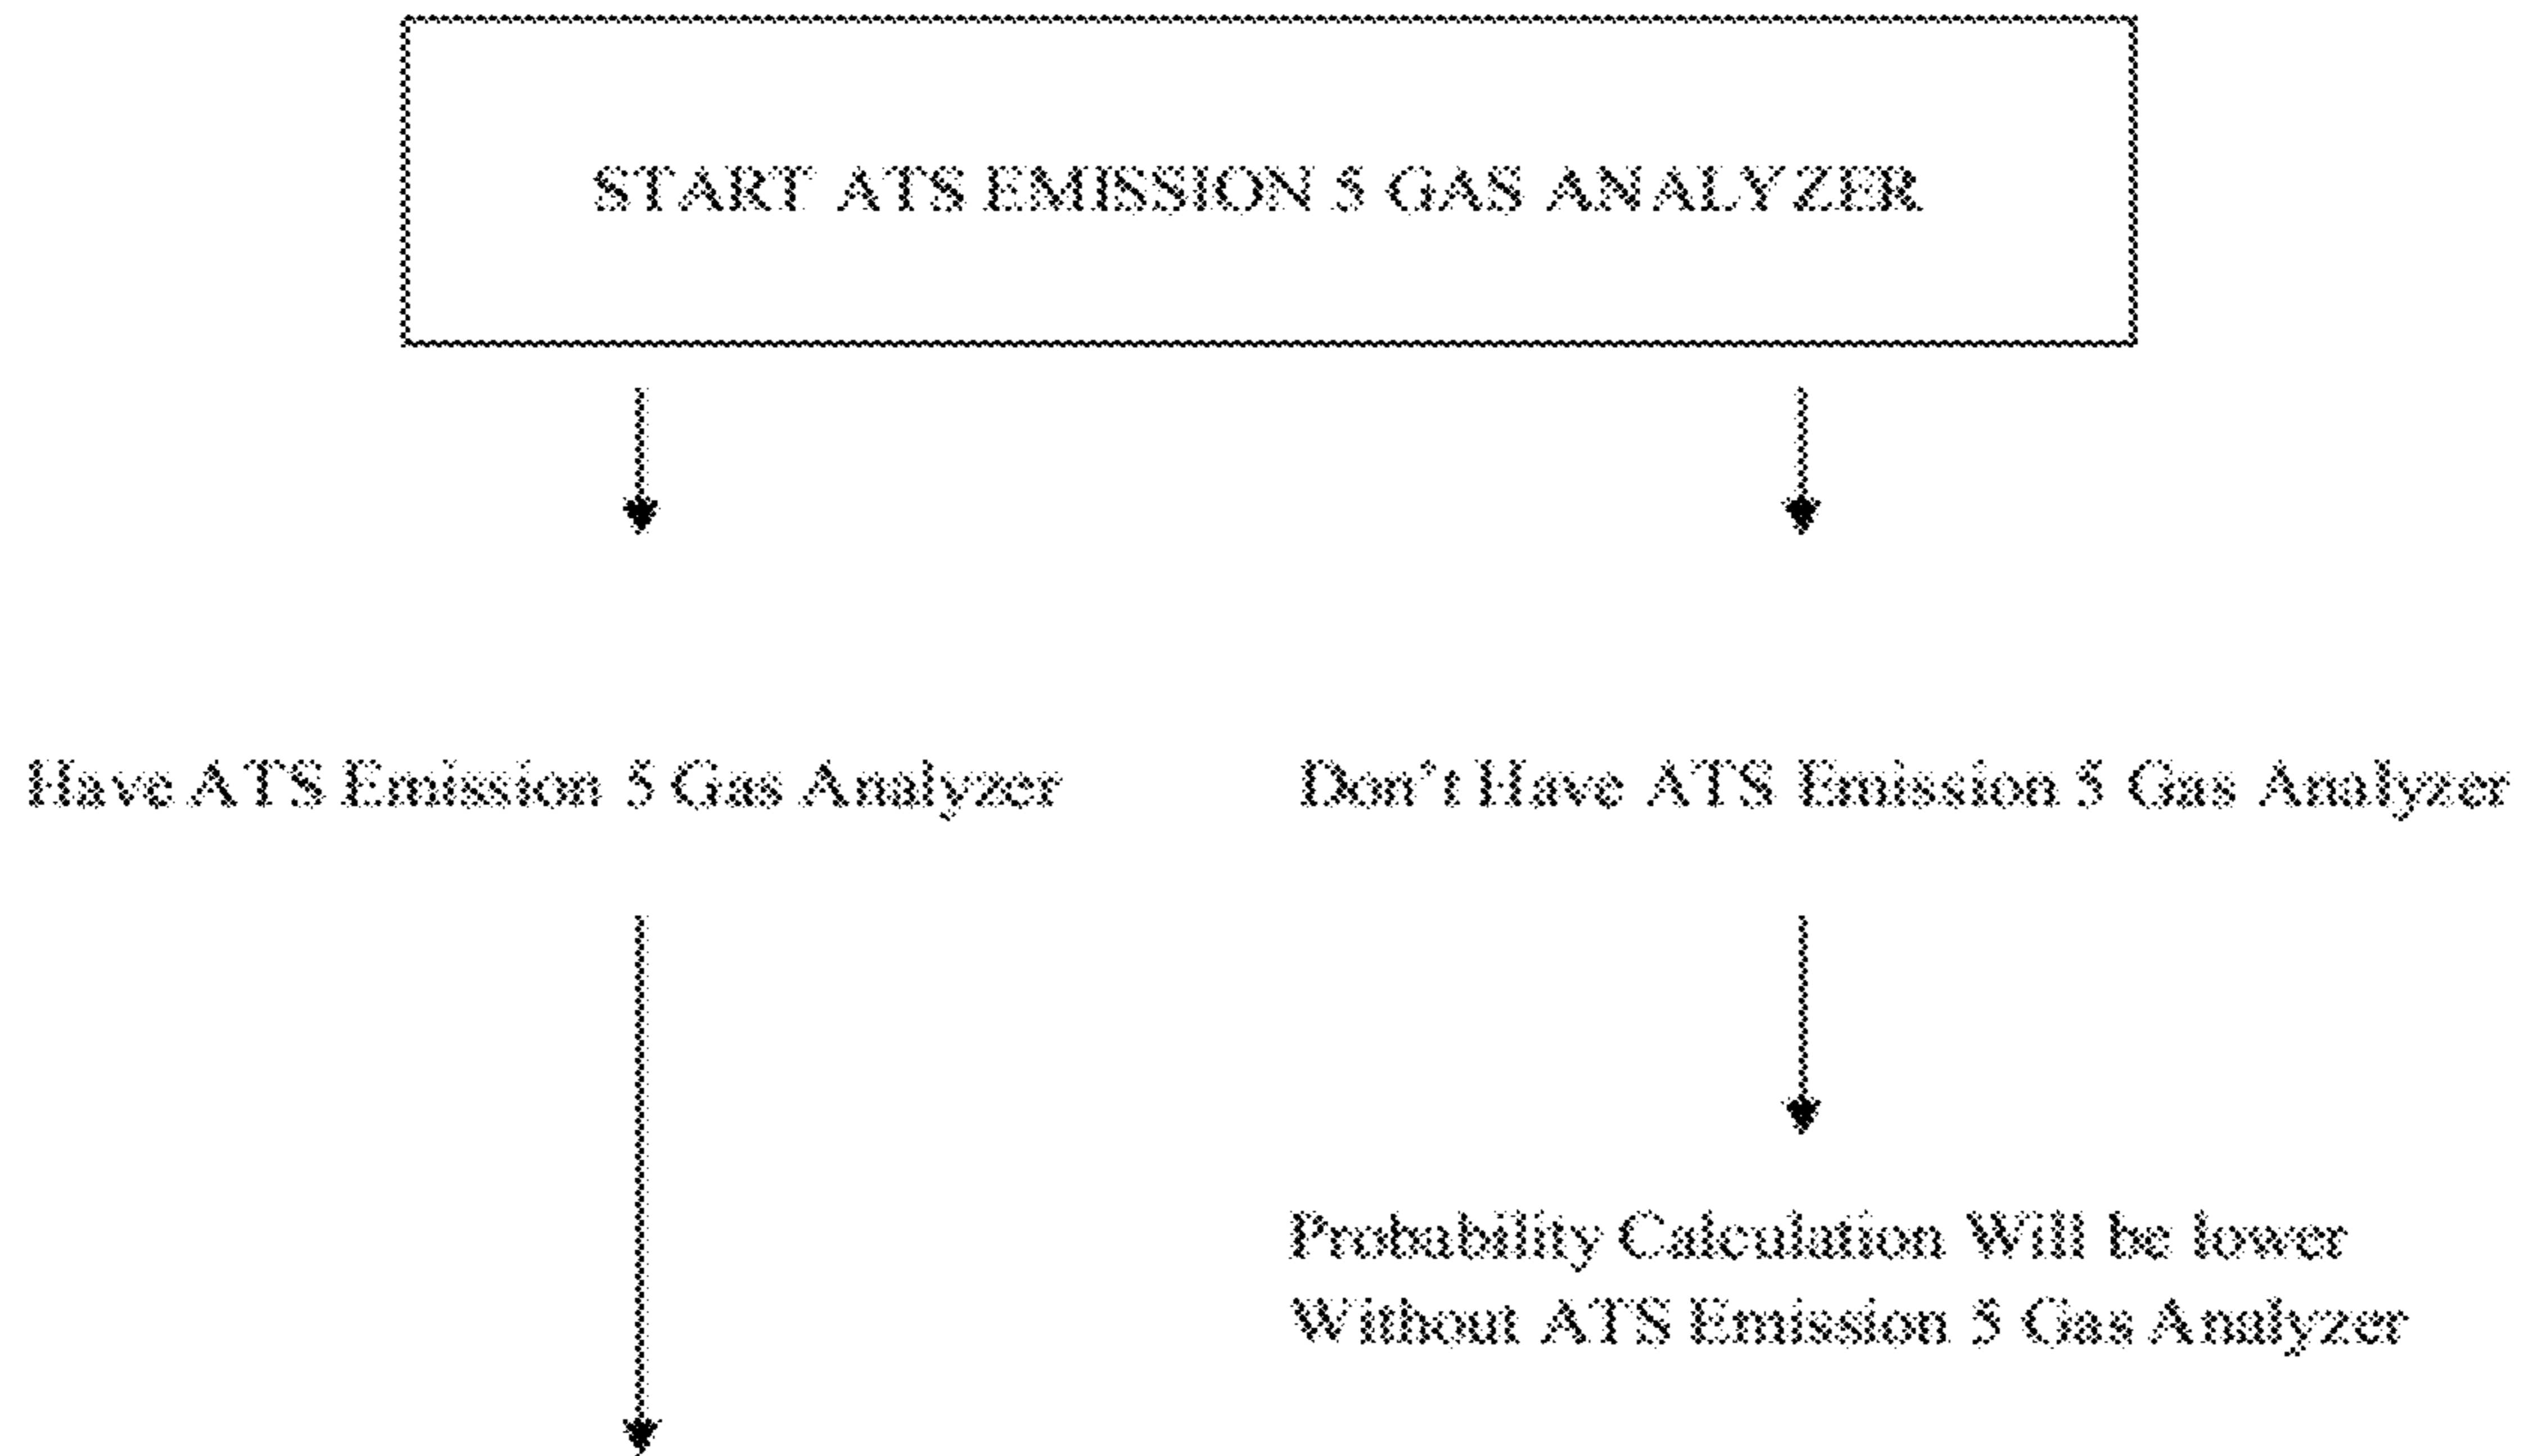 START ATS EMISSION 5 GAS ANALYZER
Have ATS Emission 5 Gas Analyzer
Don't Have ATS Emission 5 Gas Analyzer
Probability Calculation Will be lower
Without ATS Emission 5 Gas Analyzer